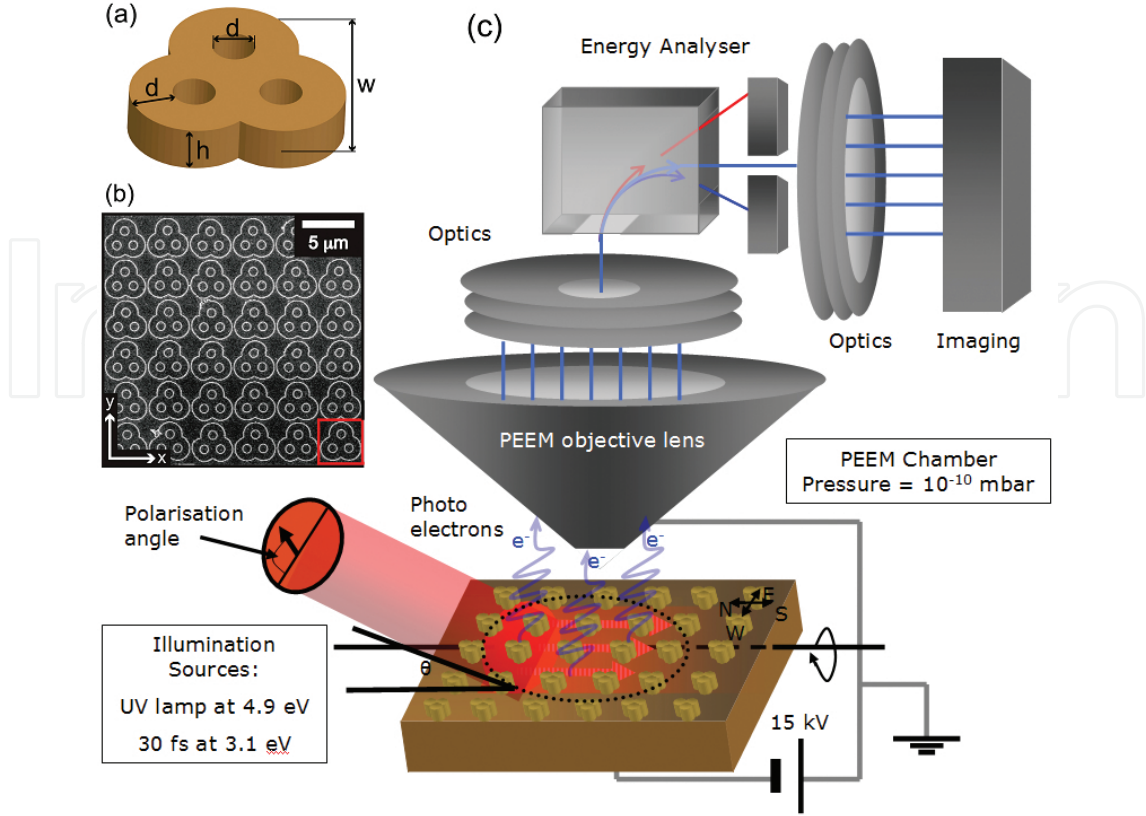 (a)
d
d
w
h
(b)
5 μm
y
x
(c)
Energy Analyser
Optics
Optics
Imaging
PEEM objective lens
PEEM Chamber
Pressure = 10⁻¹⁰ mbar
Polarisation
angle
Photo
electrons
e⁻
e⁻
e⁻
N
E
S
W
θ
Illumination
Sources:
UV lamp at 4.9 eV
30 fs at 3.1 eV
15 kV